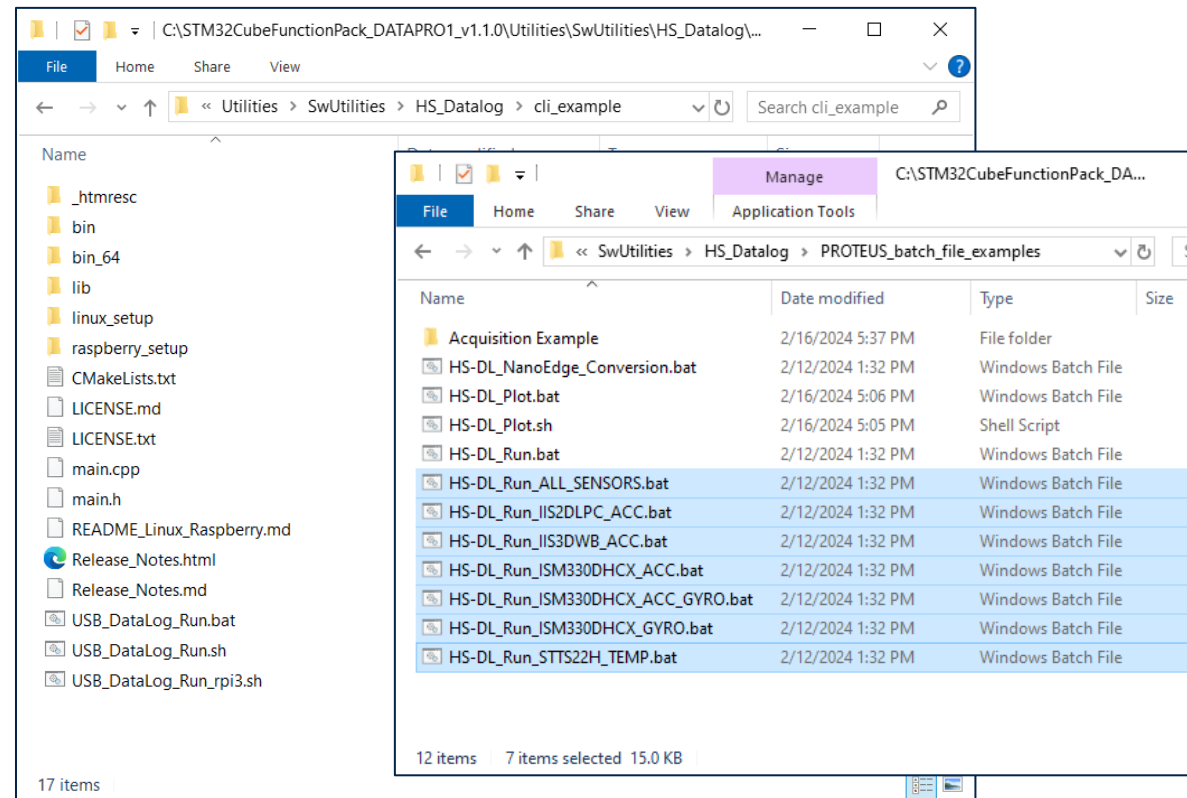 C:\STM32CubeFunctionPack_DATAPRO1_v1.1.0\Utilities\SwUtilities\HS_Datalog\...
File Home Share View
« Utilities > SwUtilities > HS_Datalog > cli_example
Search cli_example
Name
_htmresc
bin
bin_64
lib
linux_setup
raspberry_setup
CMakeLists.txt
LICENSE.md
LICENSE.txt
main.cpp
main.h
README_Linux_Raspberry.md
Release_Notes.html
Release_Notes.md
USB_DataLog_Run.bat
USB_DataLog_Run.sh
USB_DataLog_Run_rpi3.sh
17 items
Manage C:\STM32CubeFunctionPack_DA...
File Home Share View Application Tools
« SwUtilities > HS_Datalog > PROTEUS_batch_file_examples
Name Date modified Type Size
Acquisition Example 2/16/2024 5:37 PM File folder
HS-DL_NanoEdge_Conversion.bat 2/12/2024 1:32 PM Windows Batch File
HS-DL_Plot.bat 2/16/2024 5:06 PM Windows Batch File
HS-DL_Plot.sh 2/16/2024 5:05 PM Shell Script
HS-DL_Run.bat 2/12/2024 1:32 PM Windows Batch File
HS-DL_Run_ALL_SENSORS.bat 2/12/2024 1:32 PM Windows Batch File
HS-DL_Run_IIS2DLPC_ACC.bat 2/12/2024 1:32 PM Windows Batch File
HS-DL_Run_IIS3DWB_ACC.bat 2/12/2024 1:32 PM Windows Batch File
HS-DL_Run_ISM330DHCX_ACC.bat 2/12/2024 1:32 PM Windows Batch File
HS-DL_Run_ISM330DHCX_ACC_GYRO.bat 2/12/2024 1:32 PM Windows Batch File
HS-DL_Run_ISM330DHCX_GYRO.bat 2/12/2024 1:32 PM Windows Batch File
HS-DL_Run_STTS22H_TEMP.bat 2/12/2024 1:32 PM Windows Batch File
12 items 7 items selected 15.0 KB